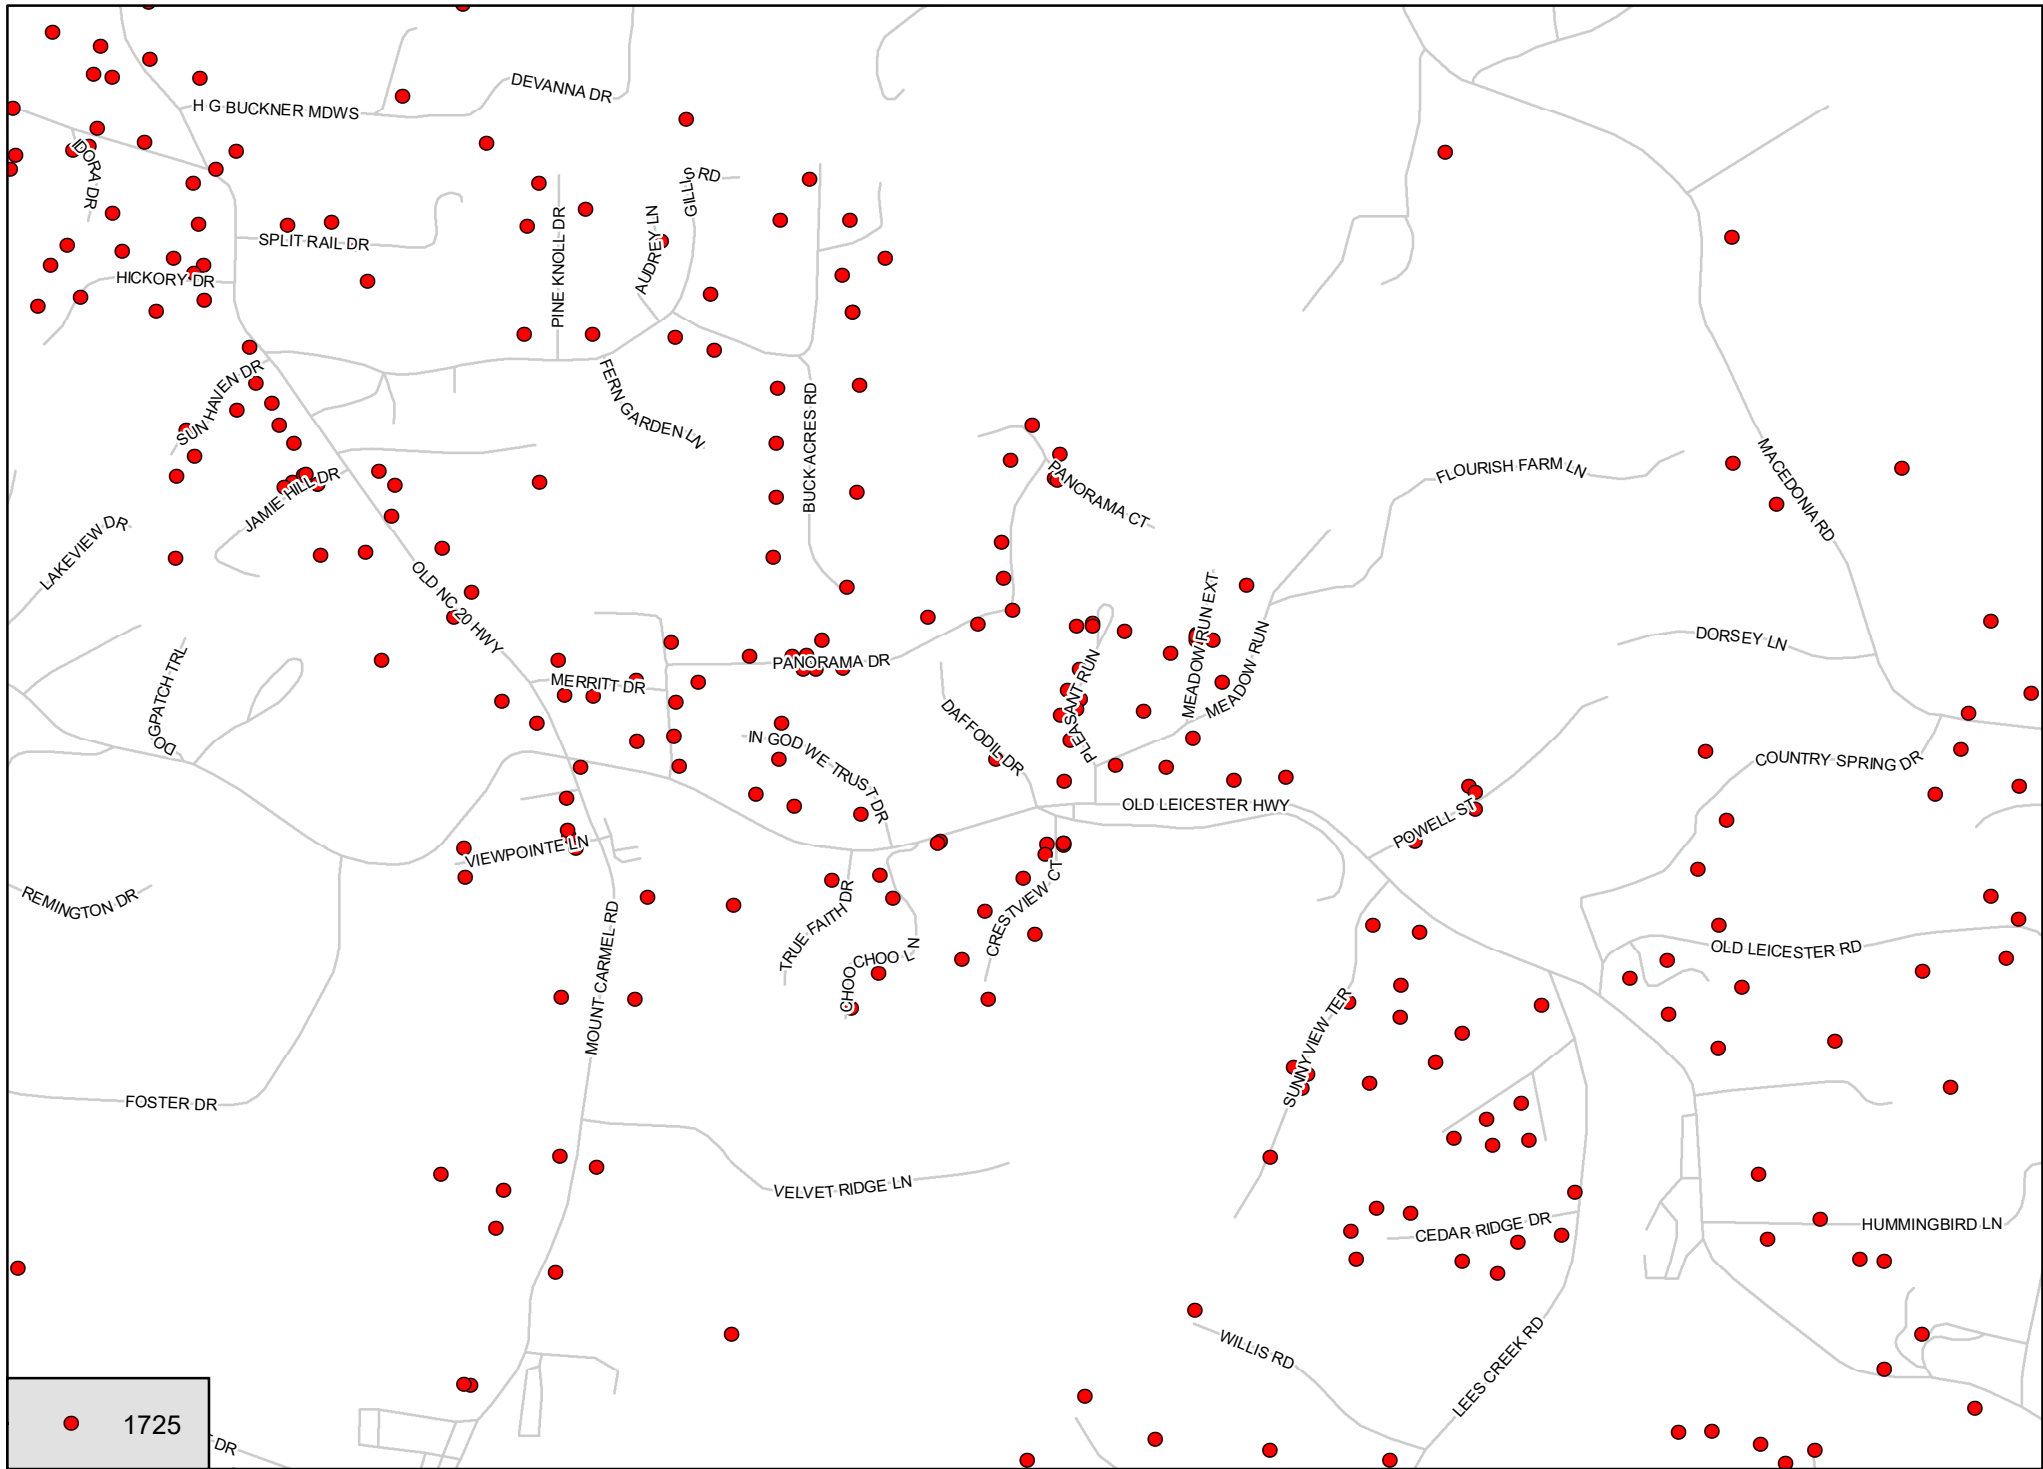 DEVANNA DR
H G BUCKNER MDWS
IDORA DR
GILLIS RD
SPLIT RAIL DR
PINE KNOLL DR
AUDREY LN
HICKORY DR
SUN HAVEN DR
FERN GARDEN LN
BUCK ACRES RD
MACEDONIA RD
FLOURISH FARM LN
PANORAMA CT
JAMIE HILL DR
LAKEVIEW DR
OLD NC 20 HWY
MEADOW RUN EXT
MEADOW RUN
DORSEY LN
PANORAMA DR
MERRITT DR
DOGPATCH TRL
PLEASANT RUN
DAFFODIL DR
IN GOD WE TRUST DR
COUNTRY SPRING DR
OLD LEICESTER HWY
POWELL ST
VIEWPOINTE LN
REMINGTON DR
TRUE FAITH DR
CRESTVIEW CT
CHOO CHOO LN
MOUNT CARMEL RD
OLD LEICESTER RD
SUNNYVIEW TER
FOSTER DR
VELVET RIDGE LN
CEDAR RIDGE DR
HUMMINGBIRD LN
WILLIS RD
LEES CREEK RD
1725
DR